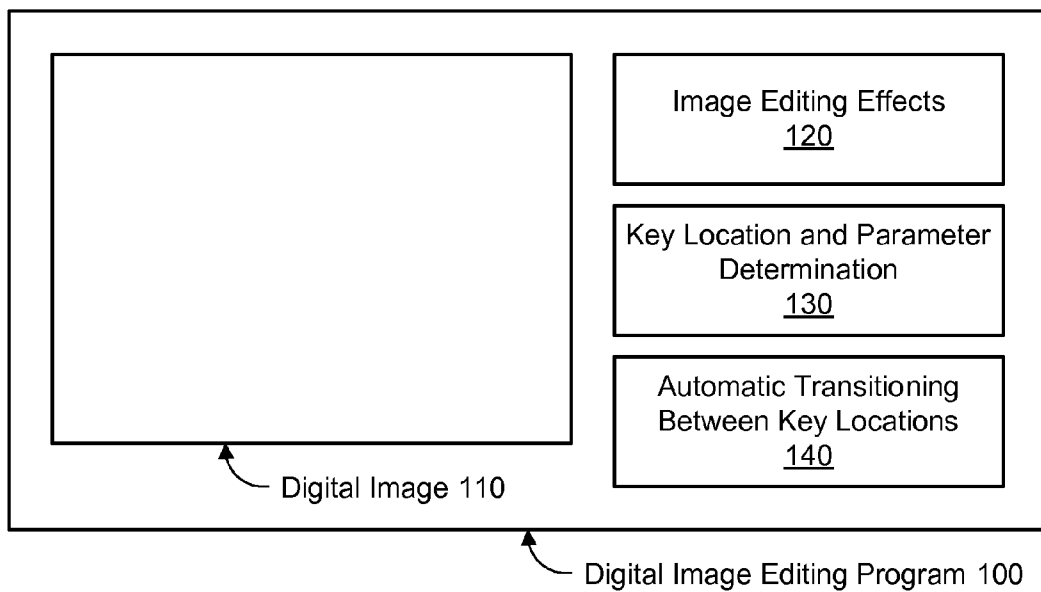 Image Editing Effects
120
Key Location and Parameter
Determination
130
Automatic Transitioning
Between Key Locations
140
Digital Image 110
Digital Image Editing Program 100